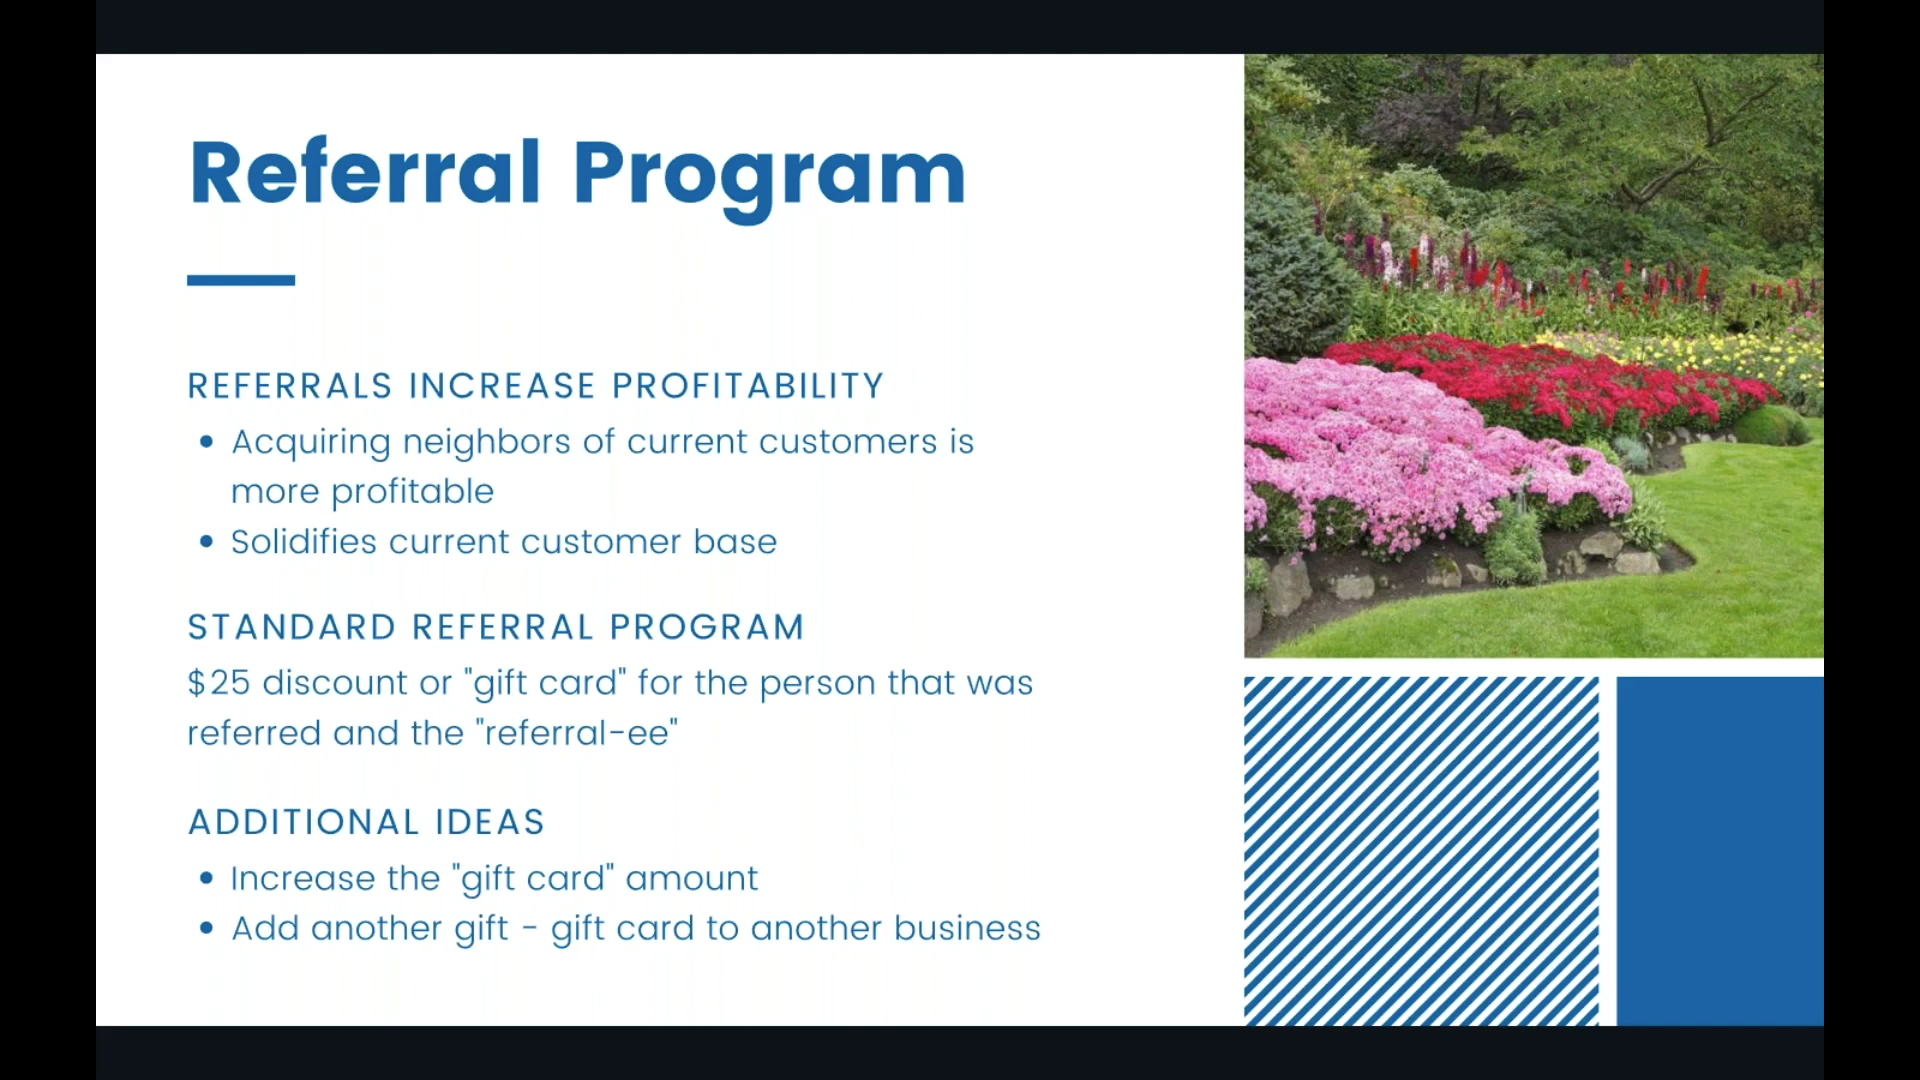 Referral Program
REFERRALS INCREASE PROFITABILITY
• Acquiring neighbors of current customers is
more profitable
• Solidifies current customer base
STANDARD REFERRAL PROGRAM
$25 discount or "gift card" for the person that was
referred and the "referral-ee"
ADDITIONAL IDEAS
• Increase the "gift card" amount
• Add another gift - gift card to another business